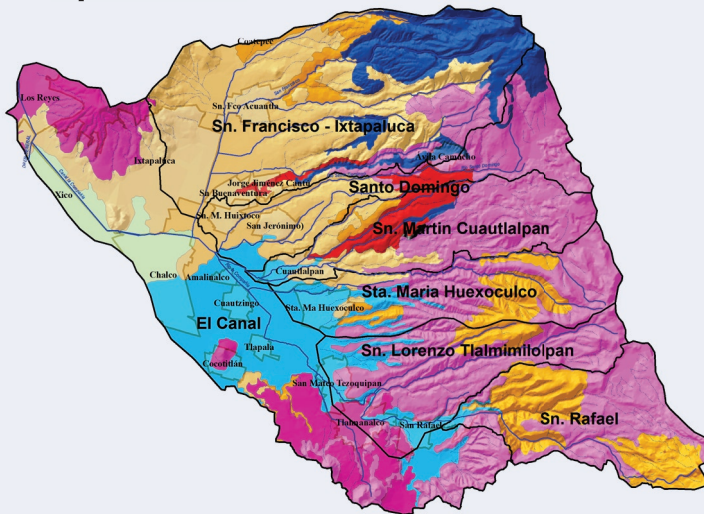 Coatepec
Los Reyes
Sn. Fco Acuautla
Sn. Francisco - Ixtapaluca
Ixtapaluca
Avila Camacho
Jorge Jiménez Cantú
Santo Domingo
Xico
Sn Buenaventura
Sn. M. Huixtoco
San Jerónimo)
Sn. Martin Cuautlalpan
Chalco
Amalinalco
Cuautlalpan
Sta. Maria Huexoculco
Cuautzingo
Sta. Ma Huexoculco
El Canal
Tlapala
Sn. Lorenzo Tlalmimilolpan
Cocotitlán
San Mateo Tezoquipan
Sn. Rafael
Tlalmanalco
San Rafael